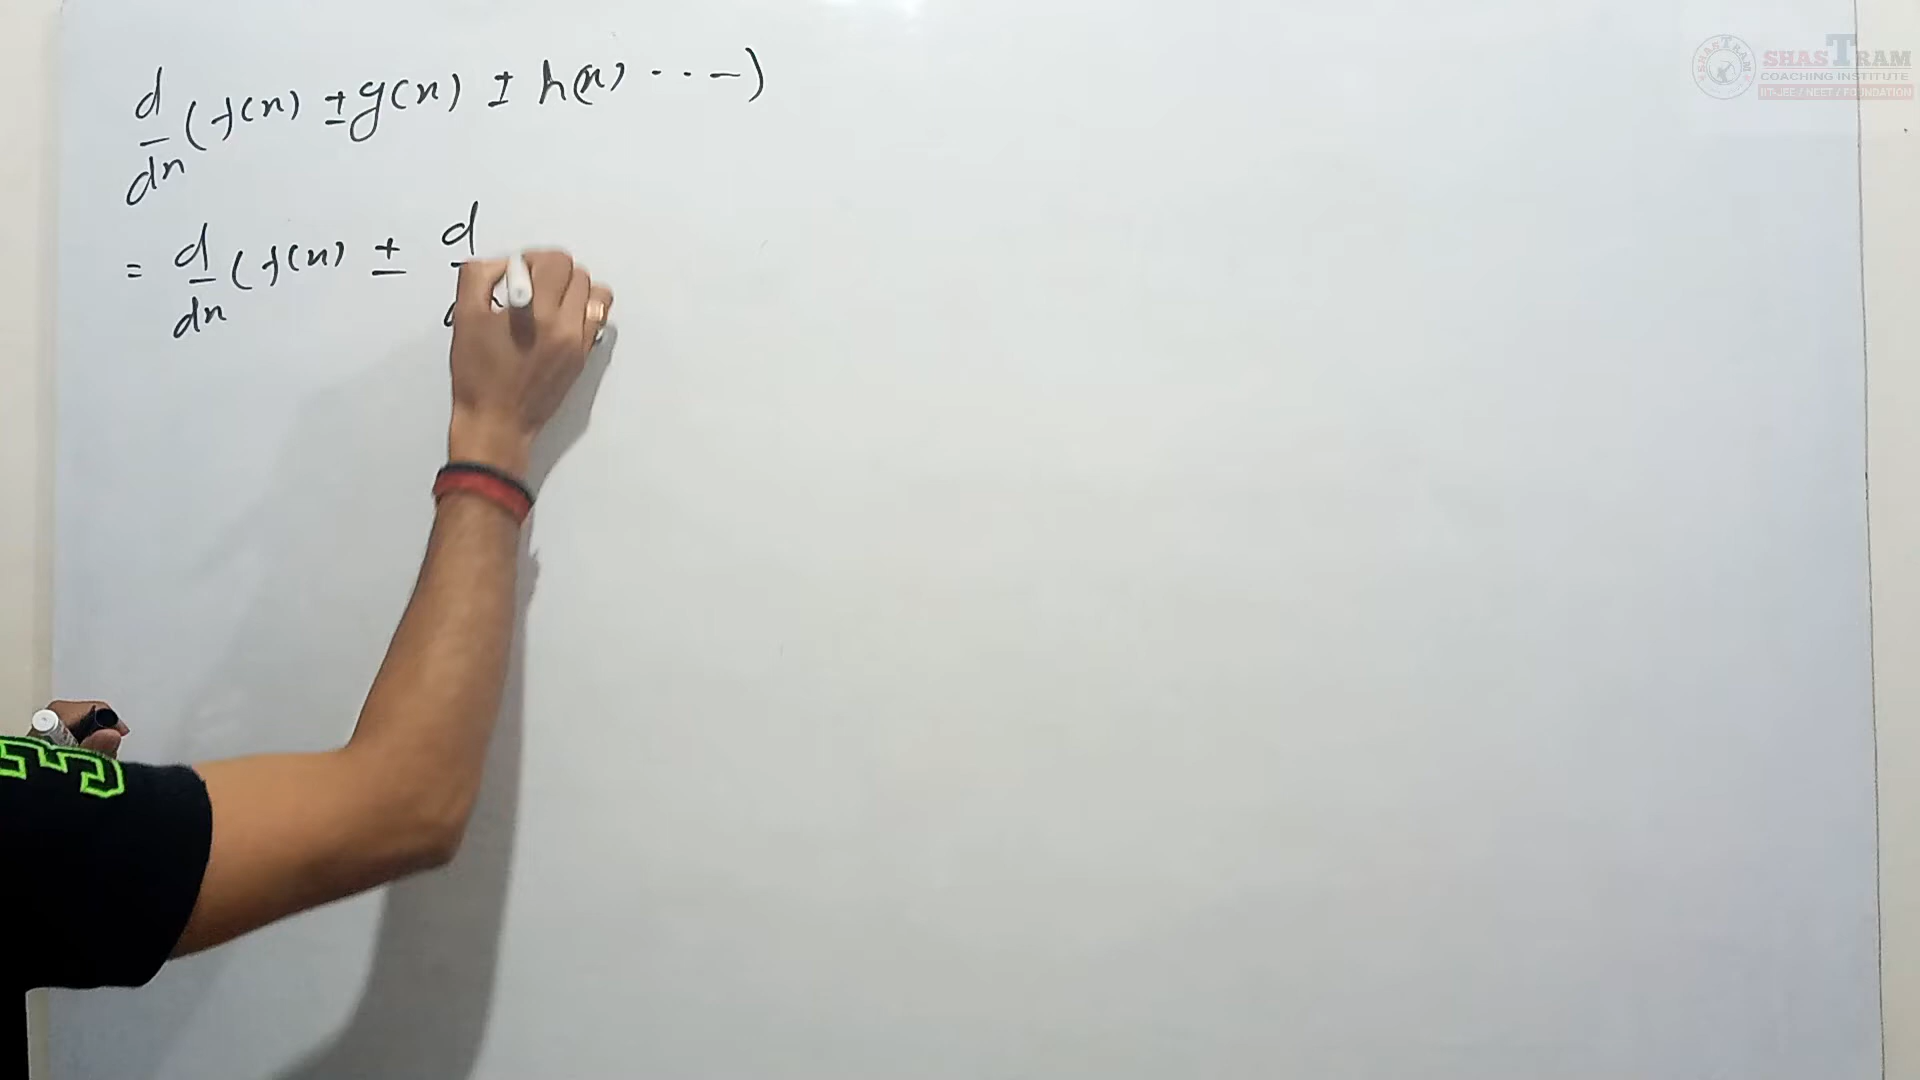 d/dx (f(x) ± g(x) ± h(x) ...-)
= d/dx (f(x) ± d
SHASTRAM
COACHING INSTITUTE
IIT-JEE / NEET / FOUNDATION